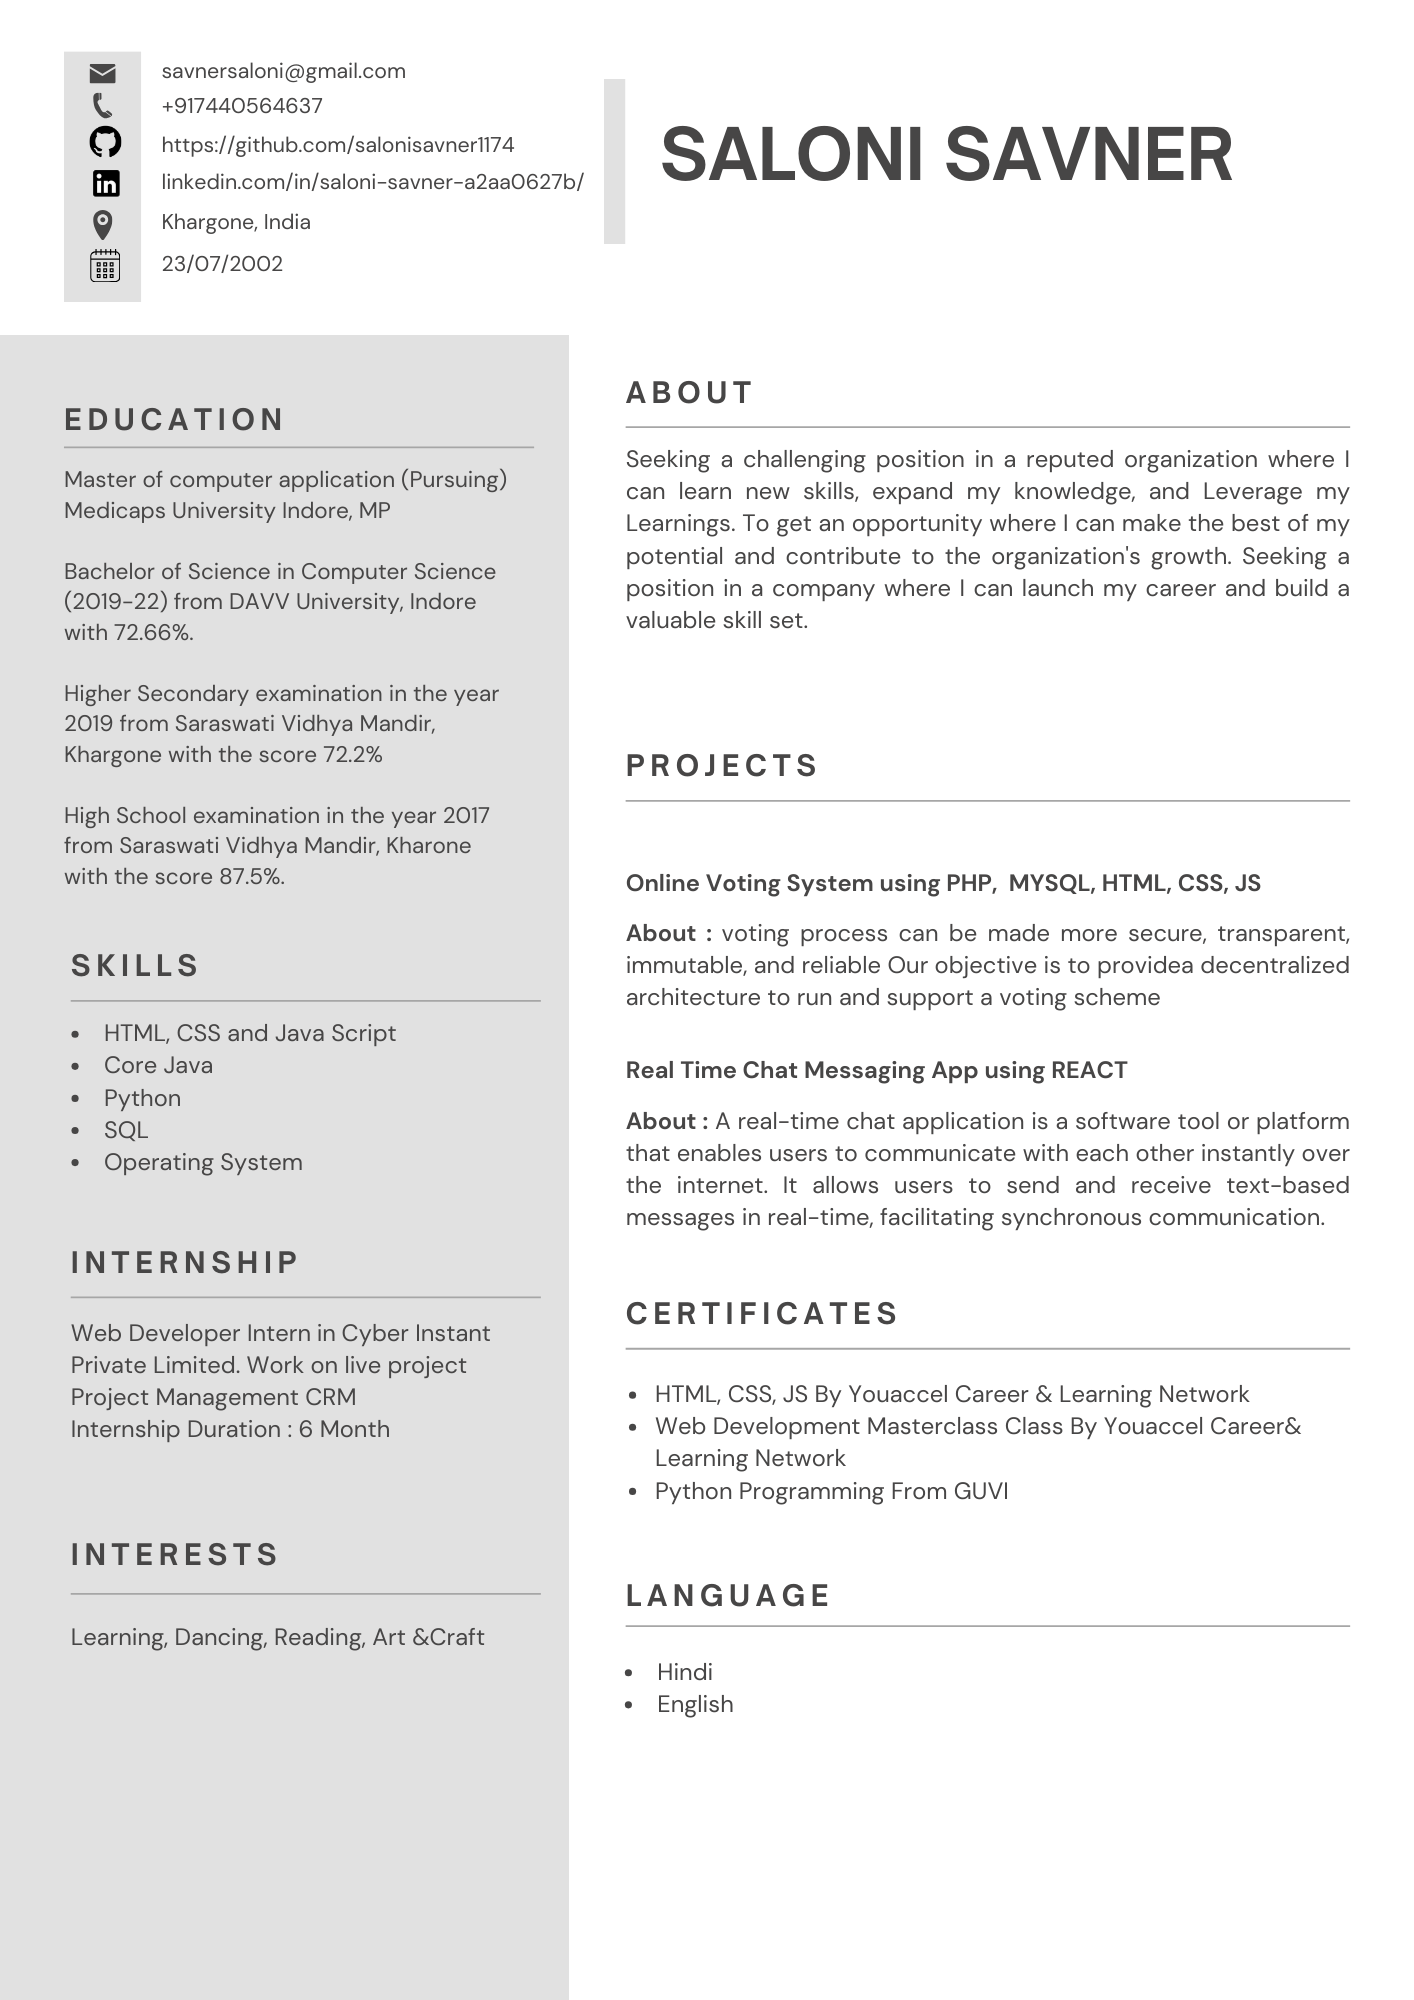 savnersaloni@gmail.com
+917440564637
https://github.com/salonisavner1174
linkedin.com/in/saloni-savner-a2aa0627b/
Khargone, India
23/07/2002
SALONI SAVNER
EDUCATION
Master of computer application (Pursuing)
Medicaps University Indore, MP
Bachelor of Science in Computer Science
(2019-22) from DAVV University, Indore
with 72.66%.
Higher Secondary examination in the year
2019 from Saraswati Vidhya Mandir,
Khargone with the score 72.2%
High School examination in the year 2017
from Saraswati Vidhya Mandir, Kharone
with the score 87.5%.
SKILLS
• HTML, CSS and Java Script
• Core Java
• Python
• SQL
• Operating System
INTERNSHIP
Web Developer Intern in Cyber Instant
Private Limited. Work on live project
Project Management CRM
Internship Duration : 6 Month
INTERESTS
Learning, Dancing, Reading, Art &Craft
ABOUT
Seeking a challenging position in a reputed organization where I
can learn new skills, expand my knowledge, and Leverage my
Learnings. To get an opportunity where I can make the best of my
potential and contribute to the organization's growth. Seeking a
position in a company where I can launch my career and build a
valuable skill set.
PROJECTS
Online Voting System using PHP,  MYSQL, HTML, CSS, JS
About : voting process can be made more secure, transparent,
immutable, and reliable Our objective is to providea decentralized
architecture to run and support a voting scheme
Real Time Chat Messaging App using REACT
About : A real-time chat application is a software tool or platform
that enables users to communicate with each other instantly over
the internet. It allows users to send and receive text-based
messages in real-time, facilitating synchronous communication.
CERTIFICATES
• HTML, CSS, JS By Youaccel Career & Learning Network
• Web Development Masterclass Class By Youaccel Career&
Learning Network
• Python Programming From GUVI
LANGUAGE
• Hindi
• English